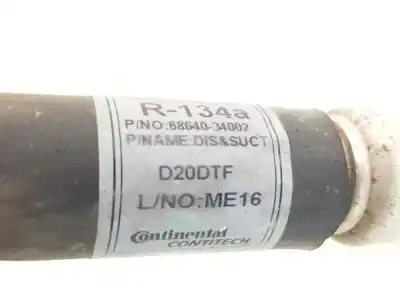 R-134a
P/NO:68640-34002
P/NAME:DIS&SUCT
D20DTF
L/NO:ME16
Continental
CONTITECH